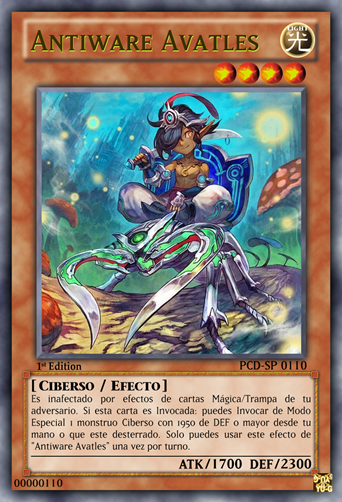 Antiware Avatles
LIGHT
光
1st Edition
PCD-SP 0110
[ Ciberso / Efecto ]
Es inafectado por efectos de cartas Mágica/Trampa de tu
adversario. Si esta carta es Invocada: puedes Invocar de Modo
Especial 1 monstruo Ciberso con 1950 de DEF o mayor desde tu
mano o que este desterrado. Solo puedes usar este efecto de
"Antiware Avatles" una vez por turno.
ATK/1700 DEF/2300
00000110